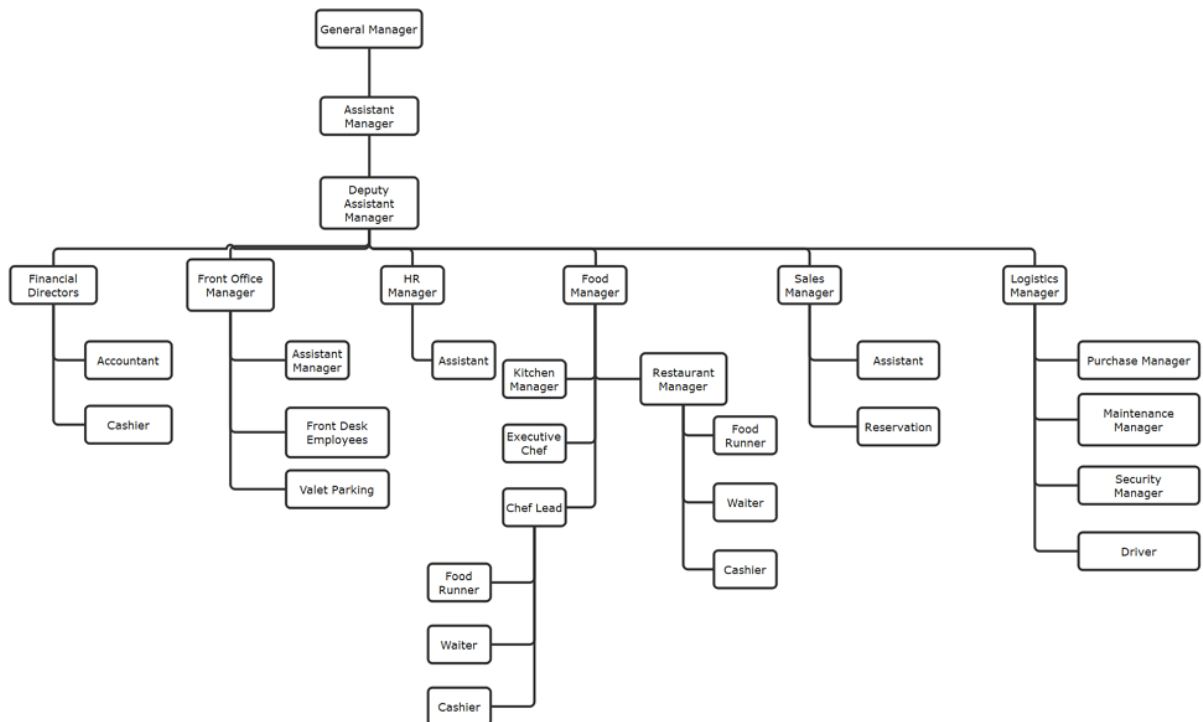 General Manager
Assistant
Manager
Deputy
Assistant
Manager
Financial
Directors
Front Office
Manager
HR
Manager
Food
Manager
Sales
Manager
Logistics
Manager
Accountant
Cashier
Assistant
Manager
Front Desk
Employees
Valet Parking
Assistant
Kitchen
Manager
Executive
Chef
Chef Lead
Food
Runner
Waiter
Cashier
Restaurant
Manager
Food
Runner
Waiter
Cashier
Assistant
Reservation
Purchase Manager
Maintenance
Manager
Security
Manager
Driver